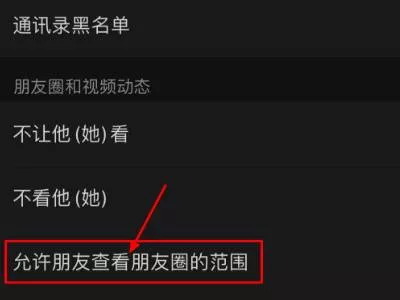 通讯录黑名单
朋友圈和视频动态
不让他(她)看
不看他(她)
允许朋友查看朋友圈的范围